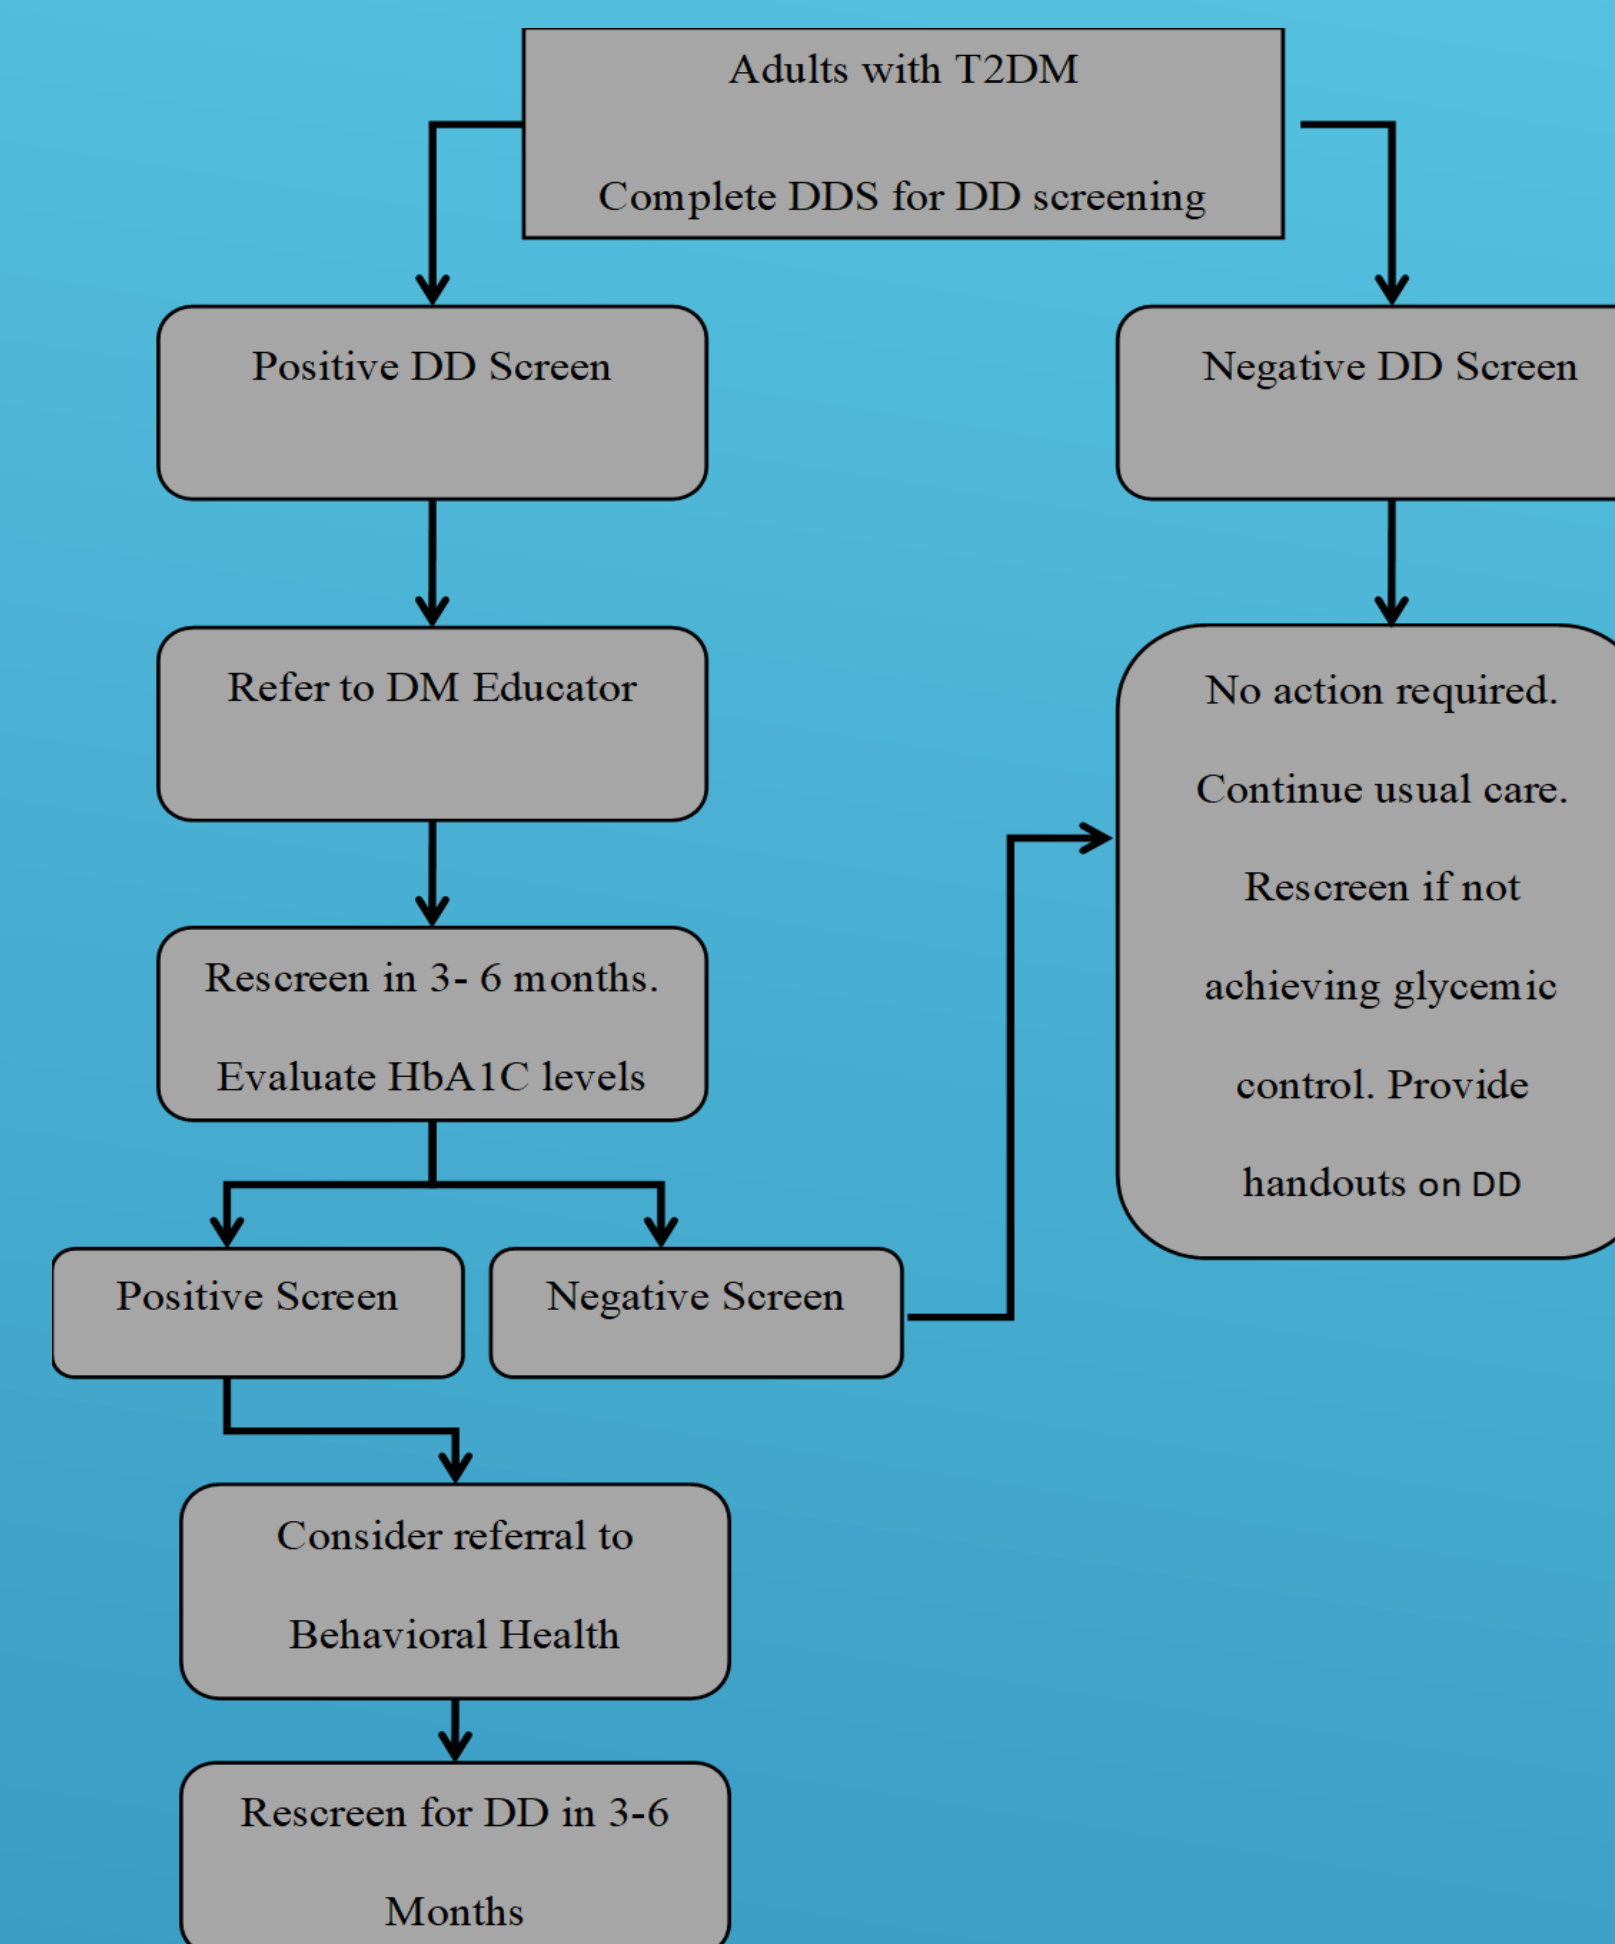 Adults with T2DM
Complete DDS for DD screening
Positive DD Screen
Negative DD Screen
Refer to DM Educator
No action required.
Continue usual care.
Rescreen if not
achieving glycemic
control. Provide
handouts on DD
Rescreen in 3- 6 months.
Evaluate HbA1C levels
Positive Screen
Negative Screen
Consider referral to
Behavioral Health
Rescreen for DD in 3-6
Months